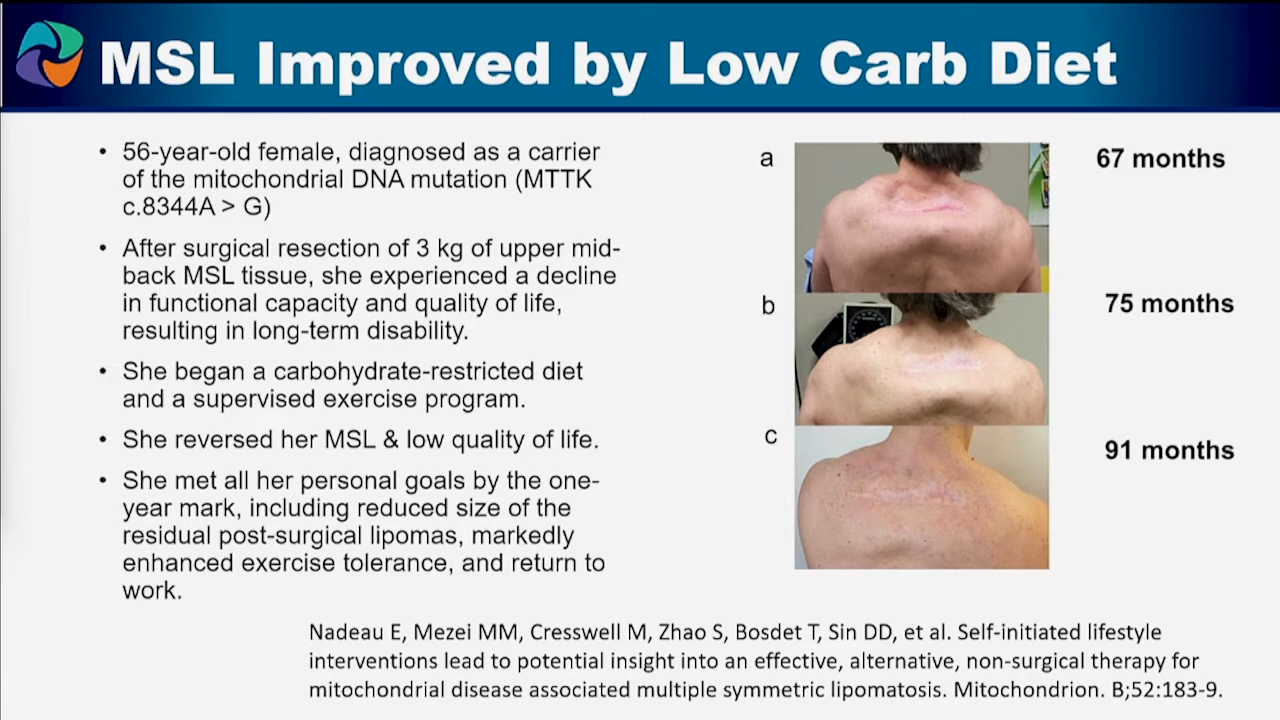 MSL Improved by Low Carb Diet
• 56-year-old female, diagnosed as a carrier
of the mitochondrial DNA mutation (MTTK
c.8344A > G)
• After surgical resection of 3 kg of upper mid-
back MSL tissue, she experienced a decline
in functional capacity and quality of life,
resulting in long-term disability.
• She began a carbohydrate-restricted diet
and a supervised exercise program.
• She reversed her MSL & low quality of life.
• She met all her personal goals by the one-
year mark, including reduced size of the
residual post-surgical lipomas, markedly
enhanced exercise tolerance, and return to
work.
a
67 months
b
75 months
c
91 months
Nadeau E, Mezei MM, Cresswell M, Zhao S, Bosdet T, Sin DD, et al. Self-initiated lifestyle
interventions lead to potential insight into an effective, alternative, non-surgical therapy for
mitochondrial disease associated multiple symmetric lipomatosis. Mitochondrion. B;52:183-9.